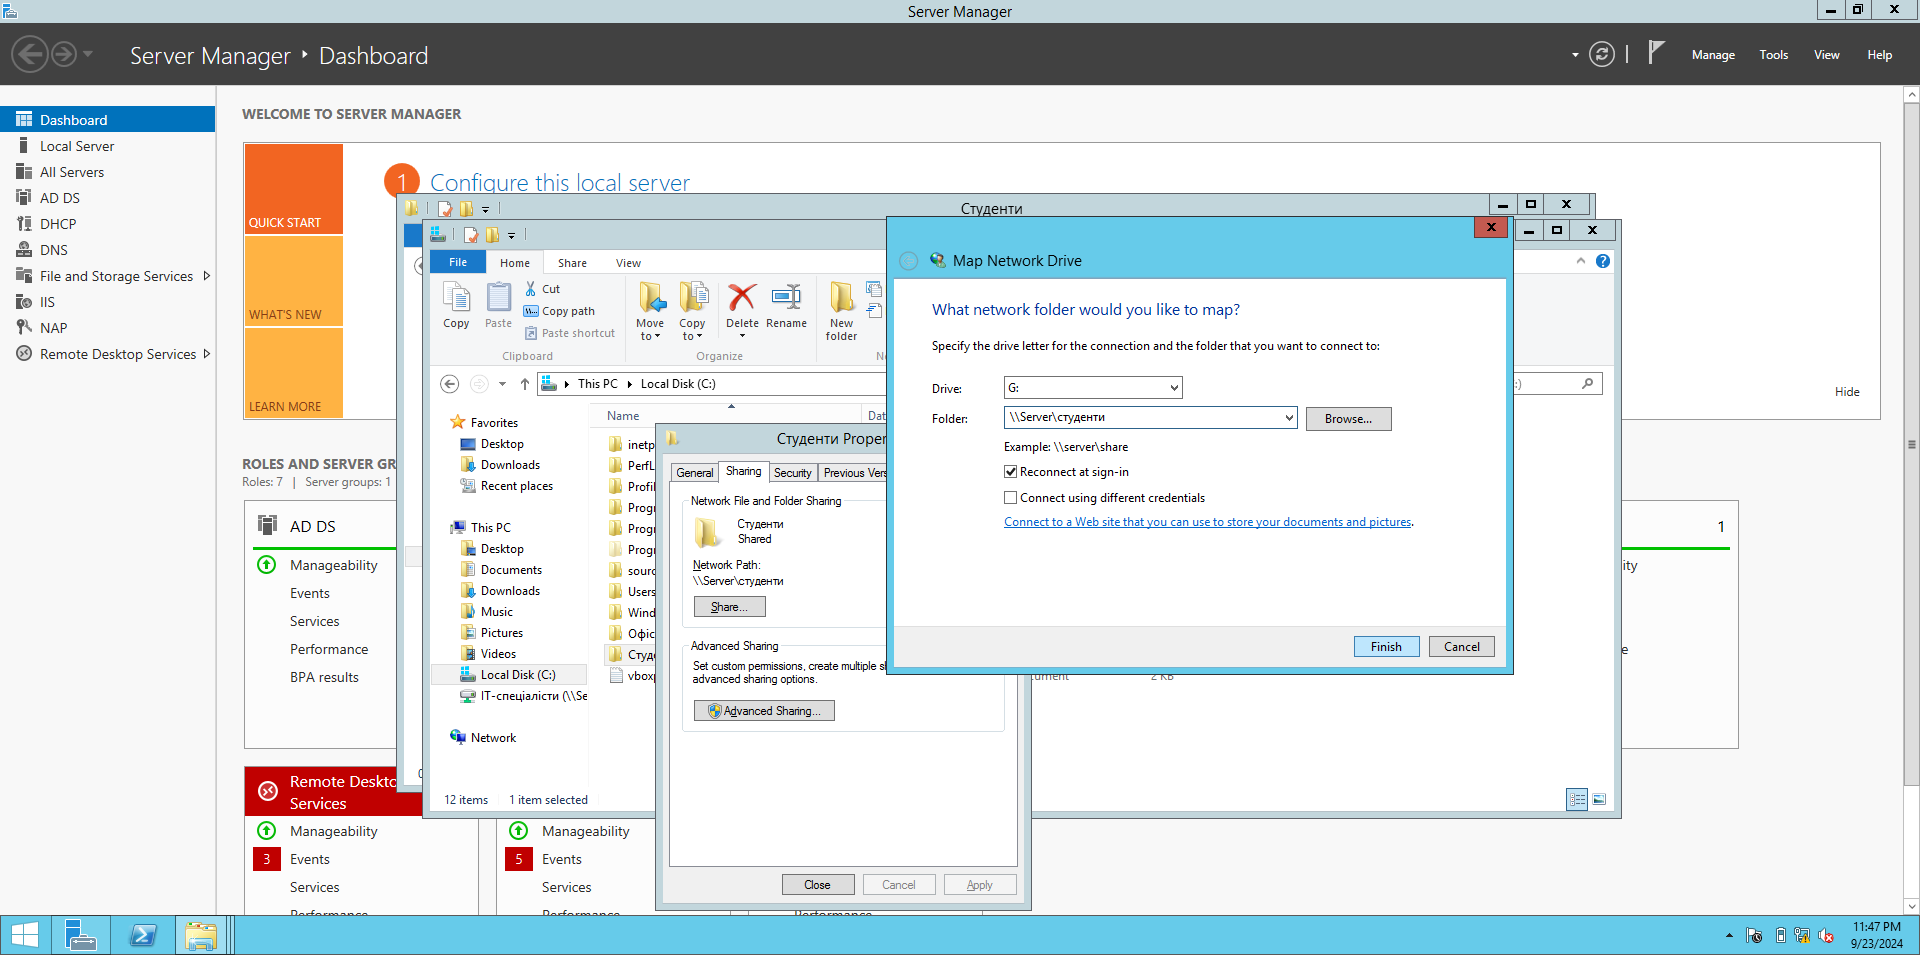 Server Manager
Server Manager ‣ Dashboard
Manage
Tools
View
Help
Dashboard
Local Server
All Servers
AD DS
DHCP
DNS
File and Storage Services
IIS
NAP
Remote Desktop Services
WELCOME TO SERVER MANAGER
QUICK START
WHAT'S NEW
LEARN MORE
1 Configure this local server
Hide
ROLES AND SERVER GR
Roles: 7 | Server groups: 1
AD DS
Manageability
Events
Services
Performance
BPA results
1
ity
e
Remote Deskto
Services
Manageability
3 Events
Services
Performance
Manageability
5 Events
Services
Performance
Performance
Студенти
File
Home
Share
View
Copy
Paste
Cut
Copy path
Paste shortcut
Clipboard
Move
to
Copy
to
Delete
Rename
Organize
New
folder
This PC
Local Disk (C:)
Favorites
Desktop
Downloads
Recent places
This PC
Desktop
Documents
Downloads
Music
Pictures
Videos
Local Disk (C:)
ІТ-спеціалісти (\\Se
Network
Name
Dat
inetp
PerfL
Profil
Progr
Progr
Progr
sourc
Users
Wind
Офіс
Студ
vboxp
cument
2 KB
12 items
1 item selected
Студенти Proper
General
Sharing
Security
Previous Vers
Network File and Folder Sharing
Студенти
Shared
Network Path:
\\Server\студенти
Share...
Advanced Sharing
Set custom permissions, create multiple sh
advanced sharing options.
Advanced Sharing...
Close
Cancel
Apply
Map Network Drive
What network folder would you like to map?
Specify the drive letter for the connection and the folder that you want to connect to:
Drive:
G:
Folder:
\\Server\студенти
Browse...
Example: \\server\share
Reconnect at sign-in
Connect using different credentials
Connect to a Web site that you can use to store your documents and pictures.
Finish
Cancel
11:47 PM
9/23/2024